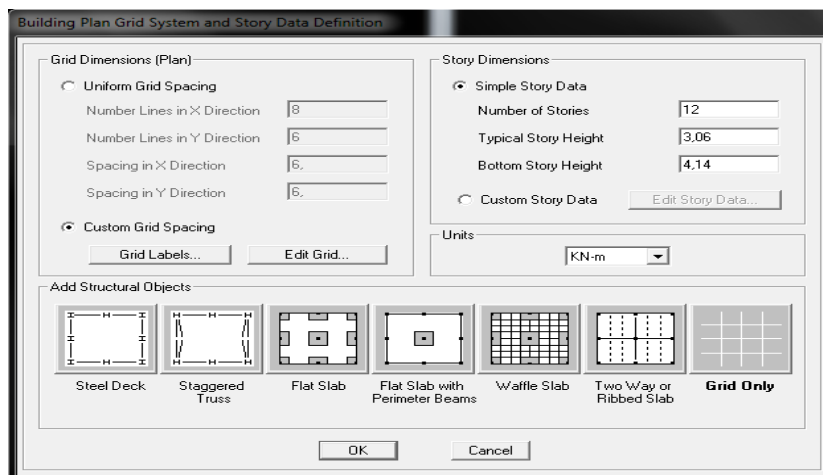 Building Plan Grid System and Story Data Definition
Grid Dimensions (Plan)
Uniform Grid Spacing
Number Lines in X Direction 8
Number Lines in Y Direction 6
Spacing in X Direction 6,
Spacing in Y Direction 6,
Custom Grid Spacing
Grid Labels... Edit Grid...
Story Dimensions
Simple Story Data
Number of Stories 12
Typical Story Height 3,06
Bottom Story Height 4,14
Custom Story Data Edit Story Data...
Units
KN-m
Add Structural Objects
Steel Deck
Staggered
Truss
Flat Slab
Flat Slab with
Perimeter Beams
Waffle Slab
Two Way or
Ribbed Slab
Grid Only
OK Cancel